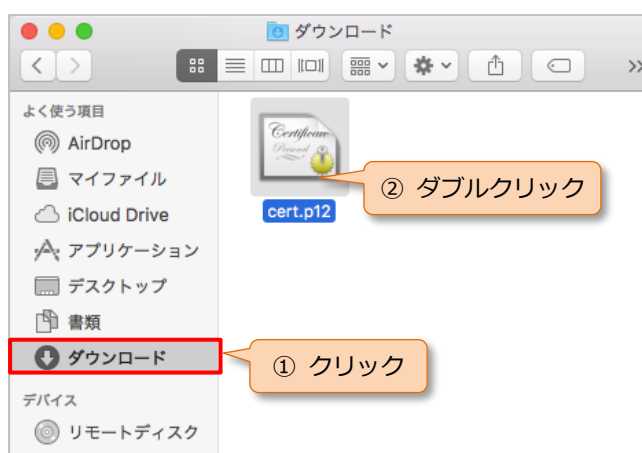 ダウンロード
よく使う項目
AirDrop
マイファイル
iCloud Drive
アプリケーション
デスクトップ
書類
ダウンロード
デバイス
リモートディスク
Certificate
Personal
cert.p12
② ダブルクリック
① クリック